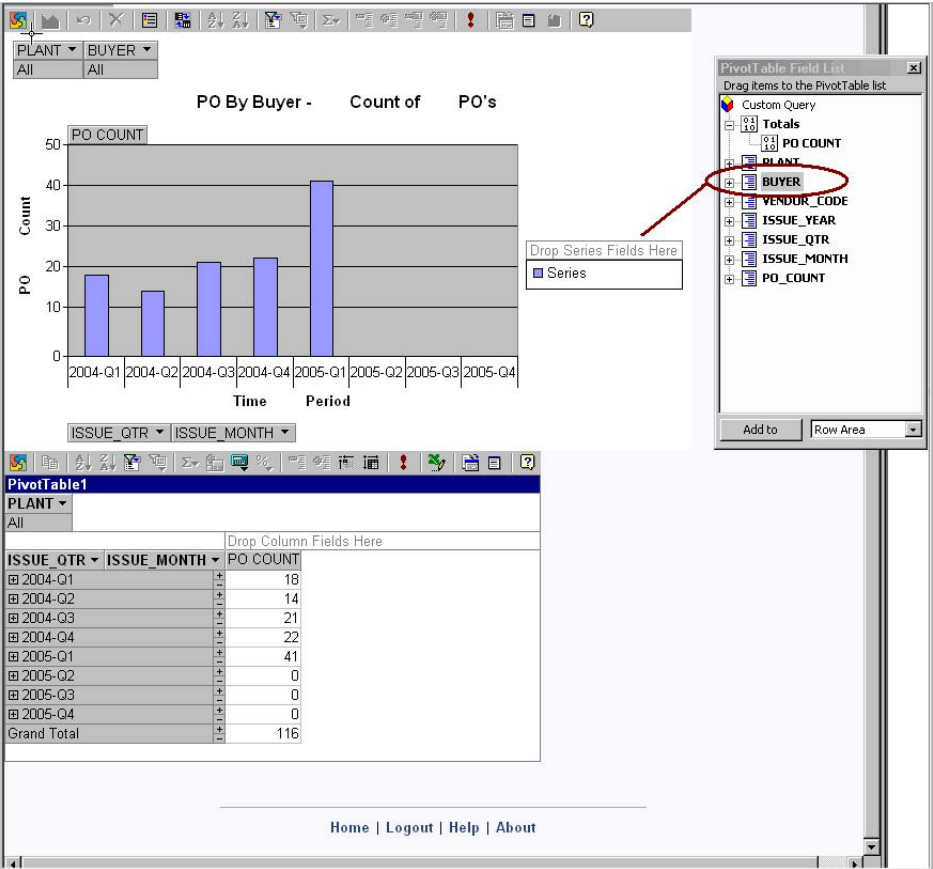 PLANT BUYER
All All
PO By Buyer - Count of PO's
PO COUNT
50
40
30
20
10
0
PO Count
2004-Q1 2004-Q2 2004-Q3 2004-Q4 2005-Q1 2005-Q2 2005-Q3 2005-Q4
Time Period
ISSUE_QTR ISSUE_MONTH
Drop Series Fields Here
Series
PivotTable Field List
Drag items to the PivotTable list
Custom Query
Totals
PO COUNT
PLANT
BUYER
VENDUR_CODE
ISSUE_YEAR
ISSUE_QTR
ISSUE_MONTH
PO_COUNT
Add to Row Area
PivotTable1
PLANT
All
Drop Column Fields Here
ISSUE_QTR ISSUE_MONTH PO COUNT
2004-Q1 18
2004-Q2 14
2004-Q3 21
2004-Q4 22
2005-Q1 41
2005-Q2 0
2005-Q3 0
2005-Q4 0
Grand Total 116
Home | Logout | Help | About